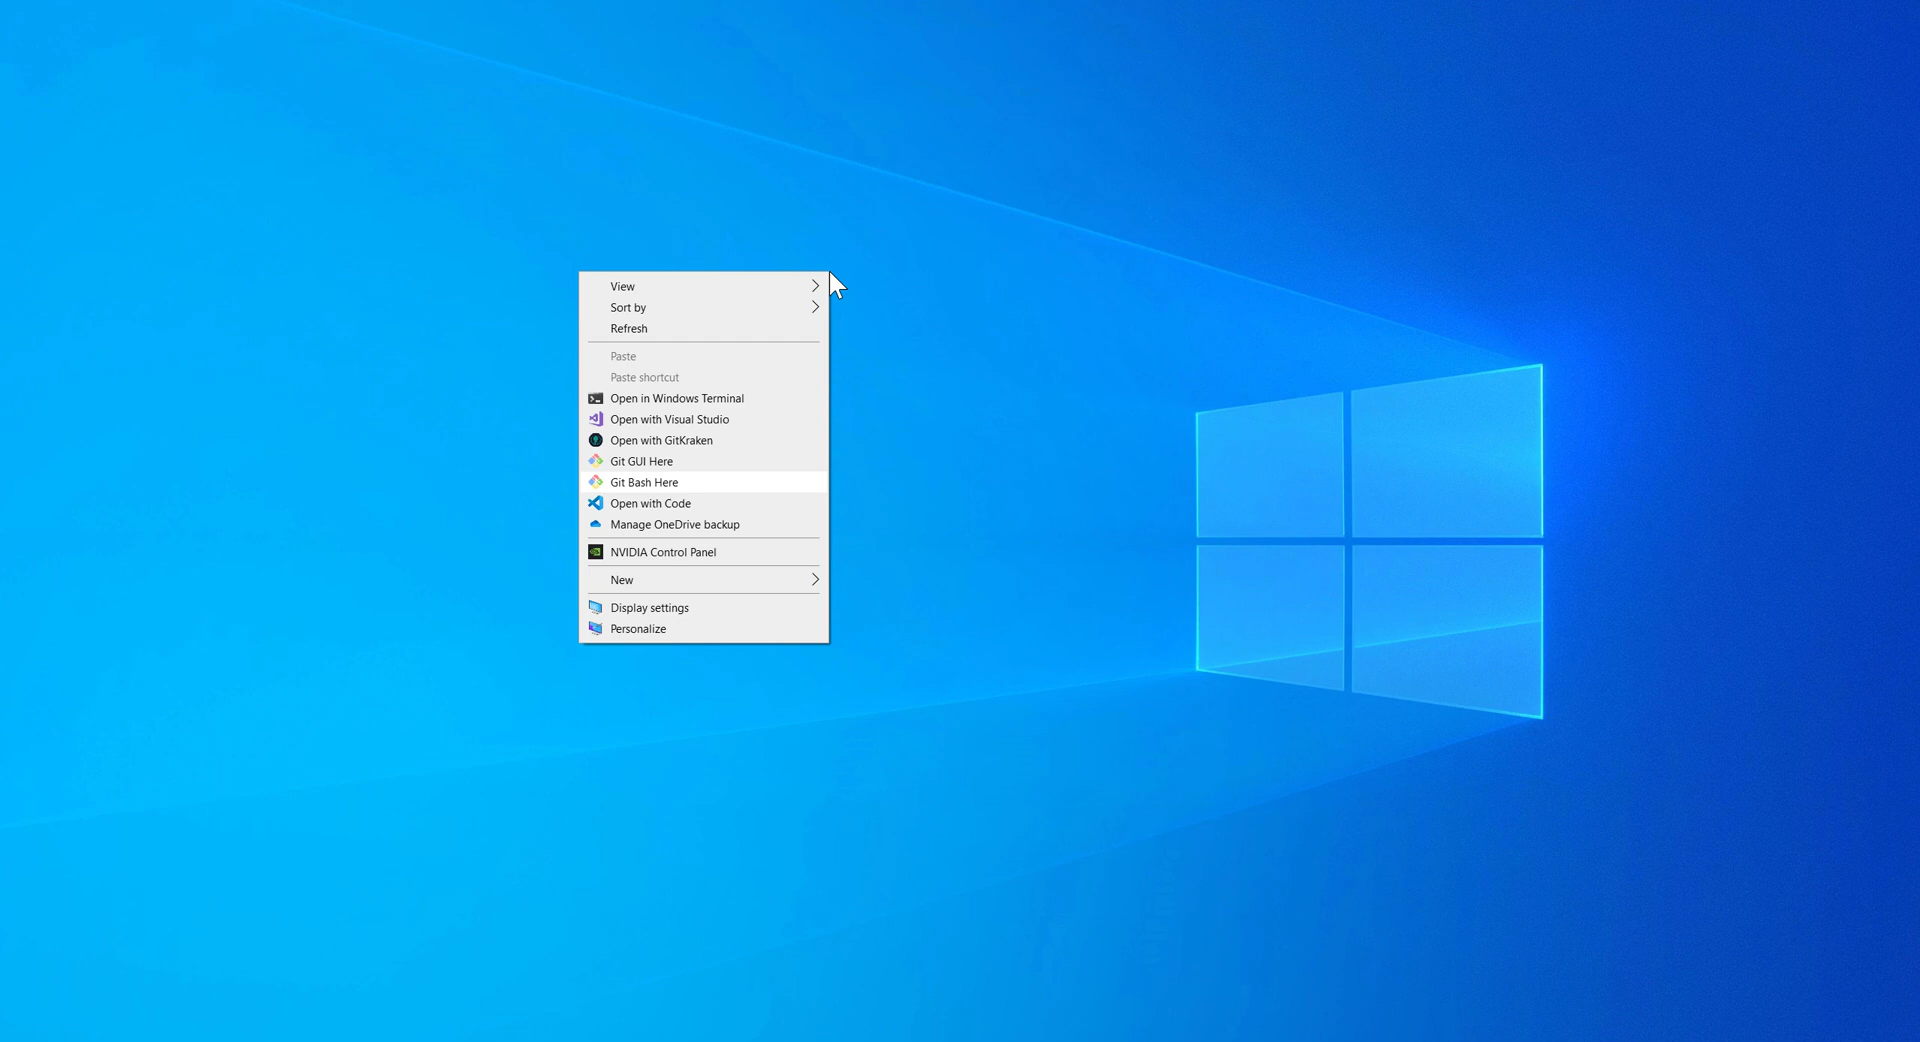 View
Sort by
Refresh
Paste
Paste shortcut
Open in Windows Terminal
Open with Visual Studio
Open with GitKraken
Git GUI Here
Git Bash Here
Open with Code
Manage OneDrive backup
NVIDIA Control Panel
New
Display settings
Personalize